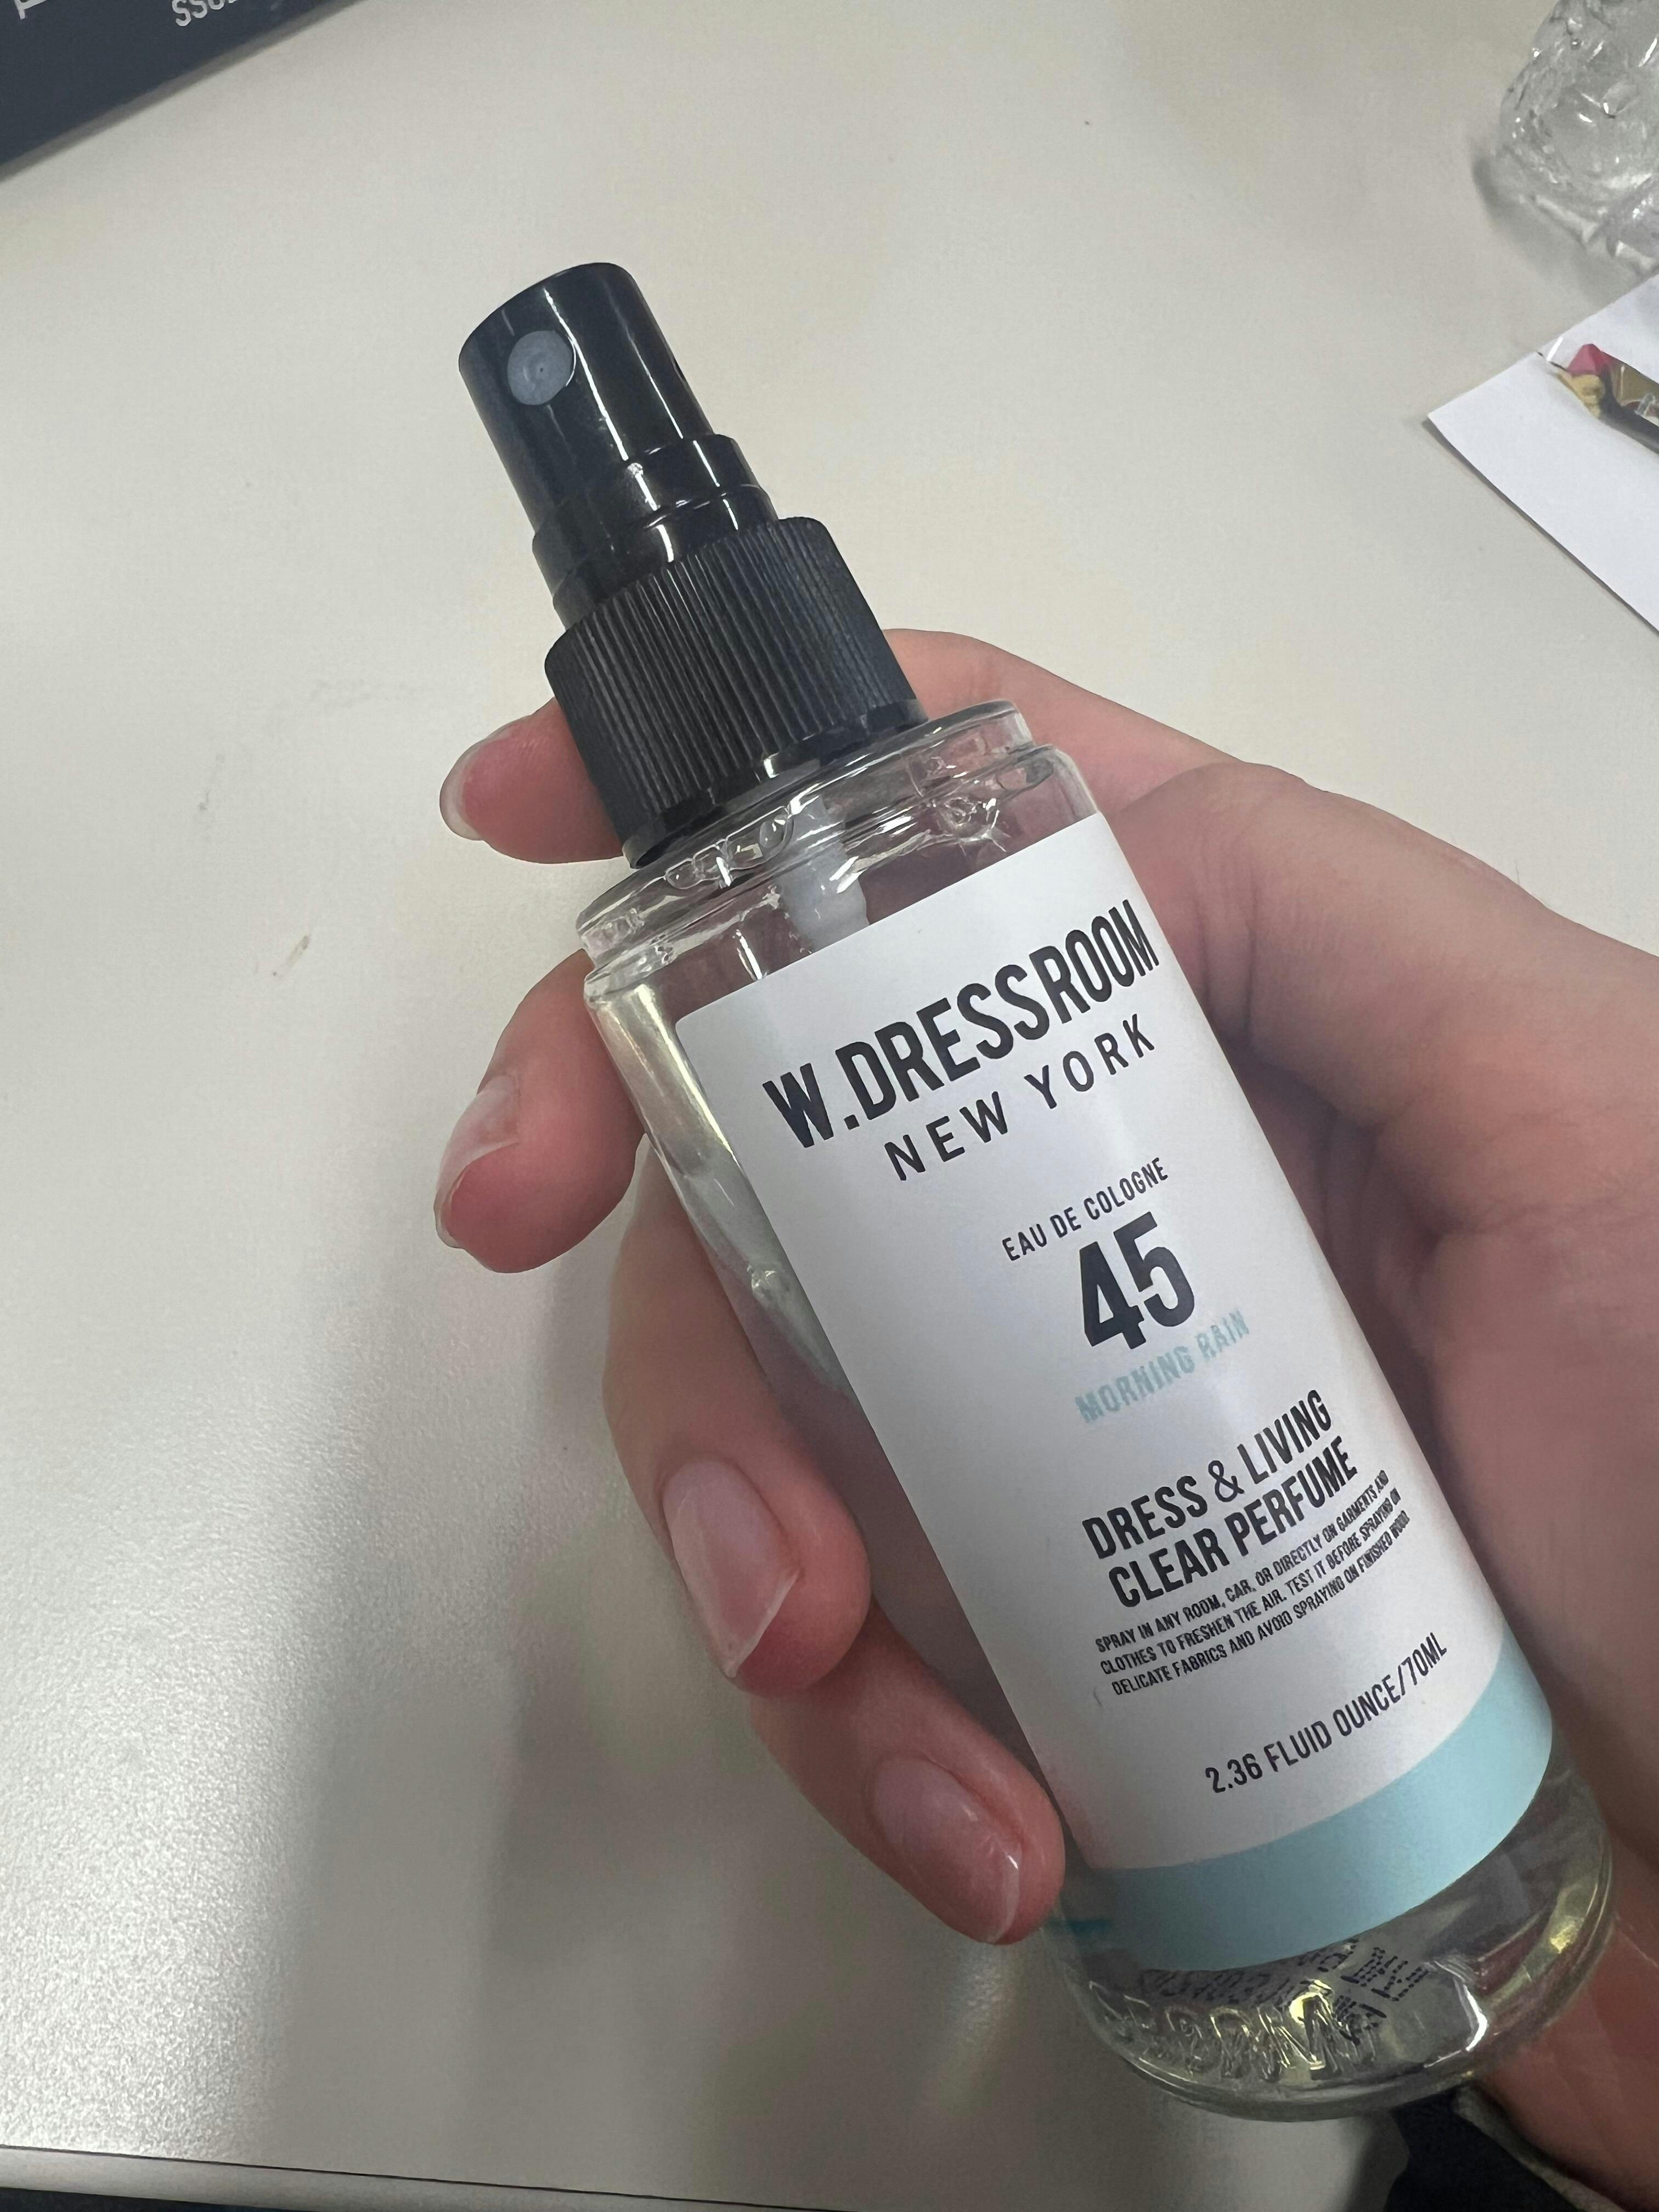 W.DRESSROOM
NEW YORK
EAU DE COLOGNE
45
MORNING RAIN
DRESS & LIVING
CLEAR PERFUME
SPRAY IN ANY ROOM, CAR, OR DIRECTLY ON GARMENTS AND
CLOTHES TO FRESHEN THE AIR. TEST IT BEFORE SPRAYING ON
DELICATE FABRICS AND AVOID SPRAYING ON FINISHED WOOD.
2.36 FLUID OUNCE/70ML